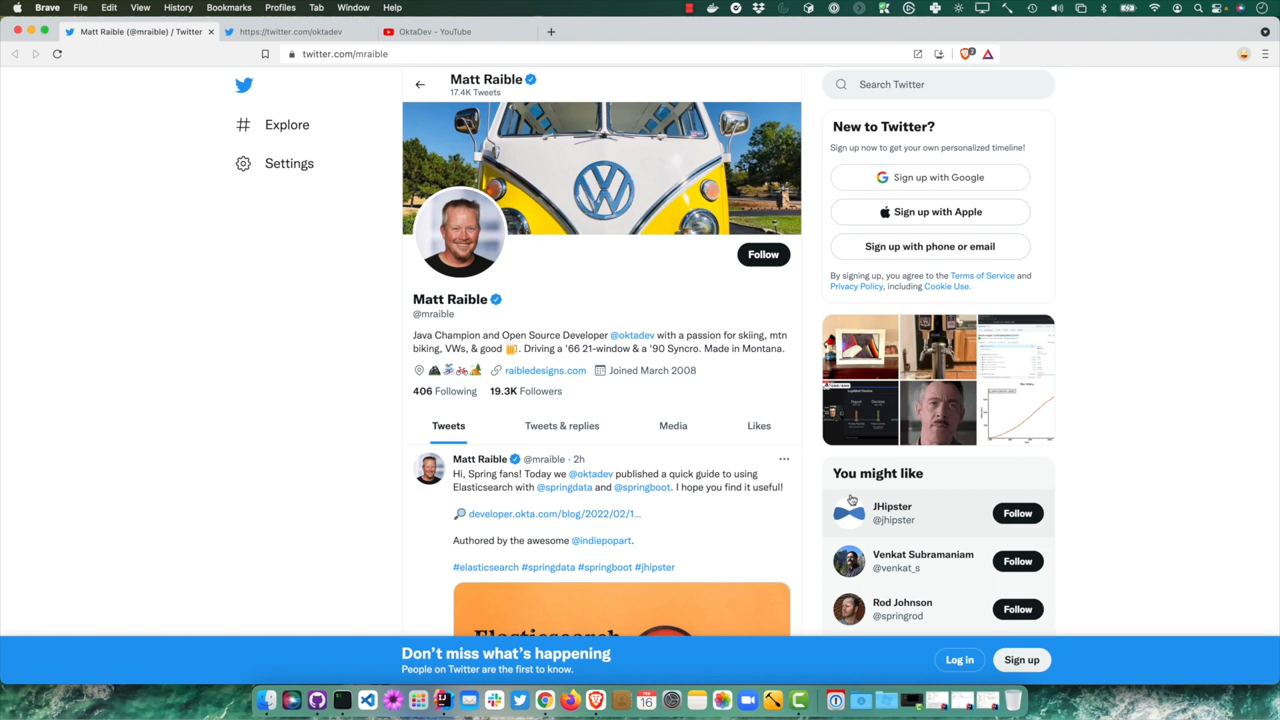 Brave File Edit View History Bookmarks Profiles Tab Window Help
Matt Raible (@mraible) / Twitter
https://twitter.com/oktadev
OktaDev - YouTube
twitter.com/mraible
Explore
Settings
Matt Raible
17.4K Tweets
Follow
Matt Raible
@mraible
Java Champion and Open Source Developer @oktadev with a passion for skiing, mtn
biking, VWs, & good 🍺. Driving a '66 21-window & a '90 Syncro. Made in Montana.
raibledesigns.com Joined March 2008
406 Following 19.3K Followers
Tweets Tweets & replies Media Likes
Matt Raible @mraible · 2h
Hi, Spring fans! Today we @oktadev published a quick guide to using
Elasticsearch with @springdata and @springboot. I hope you find it useful!
🔎 developer.okta.com/blog/2022/02/1...
Authored by the awesome @indiepopart.
#elasticsearch #springdata #springboot #jhipster
Elasticsearch
Search Twitter
New to Twitter?
Sign up now to get your own personalized timeline!
Sign up with Google
Sign up with Apple
Sign up with phone or email
By signing up, you agree to the Terms of Service and
Privacy Policy, including Cookie Use.
You might like
JHipster
@jhipster
Follow
Venkat Subramaniam
@venkat_s
Follow
Rod Johnson
@springrod
Follow
Don't miss what's happening
People on Twitter are the first to know.
Log in
Sign up
FEB
16